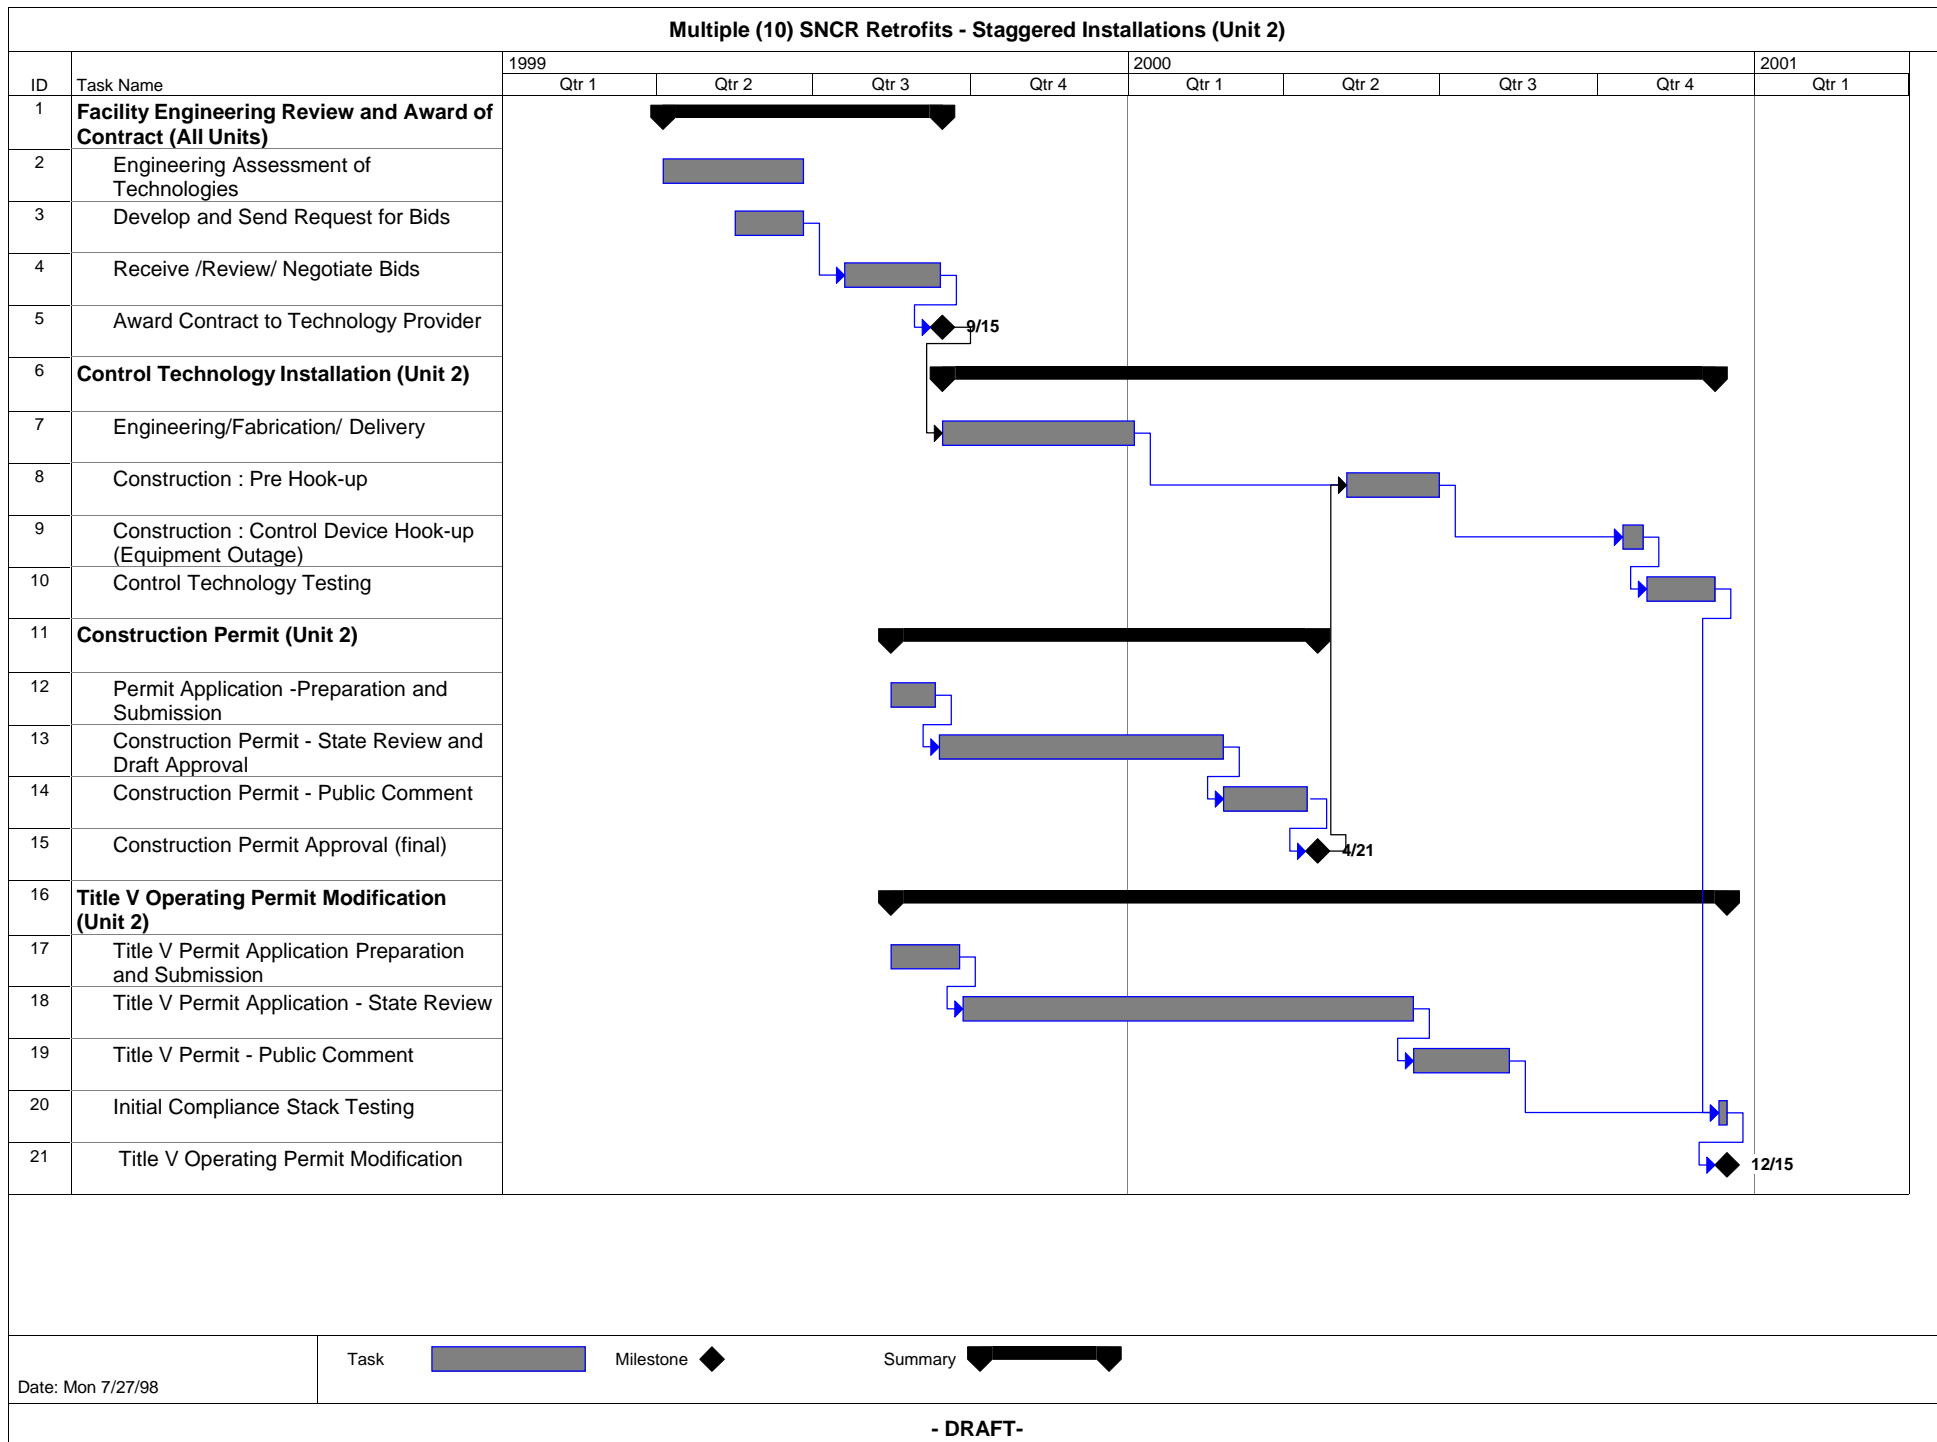 Multiple (10) SNCR Retrofits - Staggered Installations (Unit 2)
1999 2000 2001
ID Task Name Qtr 1 Qtr 2 Qtr 3 Qtr 4 Qtr 1 Qtr 2 Qtr 3 Qtr 4 Qtr 1
1 Facility Engineering Review and Award of
Contract (All Units)
2 Engineering Assessment of
Technologies
3 Develop and Send Request for Bids
4 Receive /Review/ Negotiate Bids
5 Award Contract to Technology Provider 9/15
6 Control Technology Installation (Unit 2)
7 Engineering/Fabrication/ Delivery
8 Construction : Pre Hook-up
9 Construction : Control Device Hook-up
(Equipment Outage)
10 Control Technology Testing
11 Construction Permit (Unit 2)
12 Permit Application -Preparation and
Submission
13 Construction Permit - State Review and
Draft Approval
14 Construction Permit - Public Comment
15 Construction Permit Approval (final) 4/21
16 Title V Operating Permit Modification
(Unit 2)
17 Title V Permit Application Preparation
and Submission
18 Title V Permit Application - State Review
19 Title V Permit - Public Comment
20 Initial Compliance Stack Testing
21 Title V Operating Permit Modification 12/15
Task Milestone Summary
Date: Mon 7/27/98
- DRAFT-